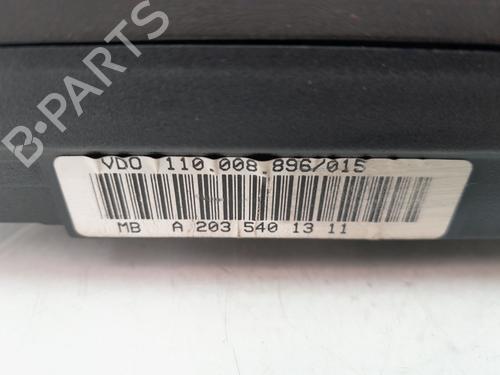 VDO 110.008.896/015
MB A 203 540 13 11
B-PARTS